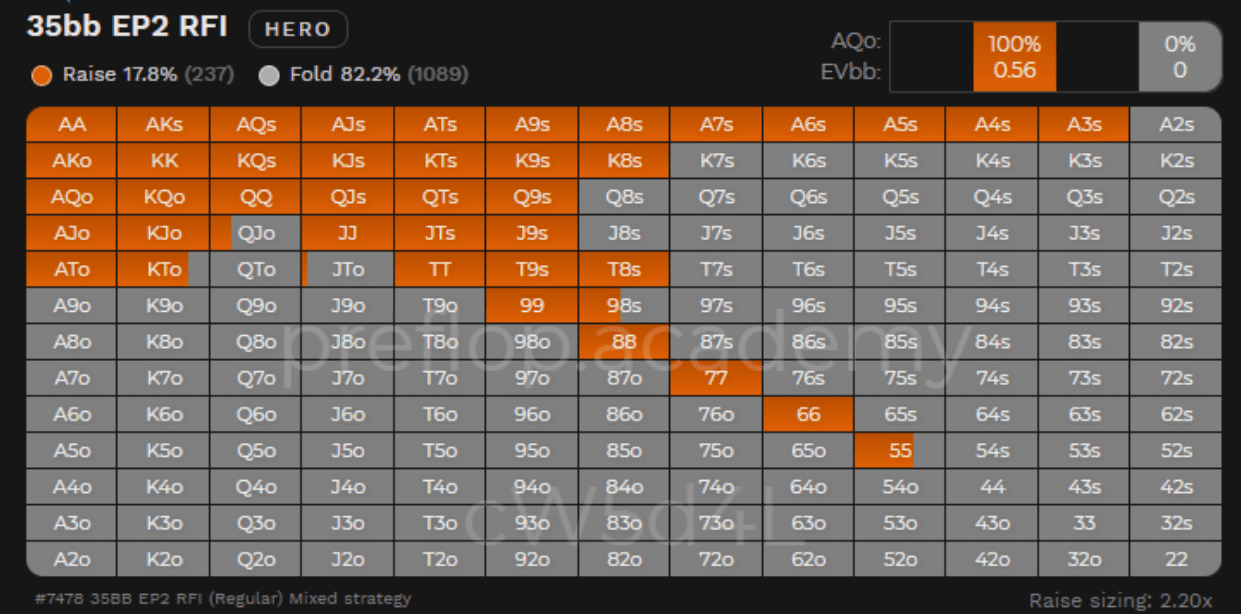 35bb EP2 RFI HERO
AQo: 100% 0%
EVbb: 0.56 0
Raise 17.8% (237) Fold 82.2% (1089)
AA AKs AQs AJs ATs A9s A8s A7s A6s A5s A4s A3s A2s
AKo KK KQs KJs KTs K9s K8s K7s K6s K5s K4s K3s K2s
AQo KQo QQ QJs QTs Q9s Q8s Q7s Q6s Q5s Q4s Q3s Q2s
AJo KJo QJo JJ JTs J9s J8s J7s J6s J5s J4s J3s J2s
ATo KTo QTo JTo TT T9s T8s T7s T6s T5s T4s T3s T2s
A9o K9o Q9o J9o T9o 99 98s 97s 96s 95s 94s 93s 92s
A8o K8o Q8o J8o T8o 98o 88 87s 86s 85s 84s 83s 82s
preflop.academy
A7o K7o Q7o J7o T7o 97o 87o 77 76s 75s 74s 73s 72s
A6o K6o Q6o J6o T6o 96o 86o 76o 66 65s 64s 63s 62s
A5o K5o Q5o J5o T5o 95o 85o 75o 65o 55 54s 53s 52s
A4o K4o Q4o J4o T4o 94o 84o 74o 64o 54o 44 43s 42s
cW5d4L
A3o K3o Q3o J3o T3o 93o 83o 73o 63o 53o 43o 33 32s
A2o K2o Q2o J2o T2o 92o 82o 72o 62o 52o 42o 32o 22
#7478 35BB EP2 RFI (Regular) Mixed strategy
Raise sizing: 2.20x